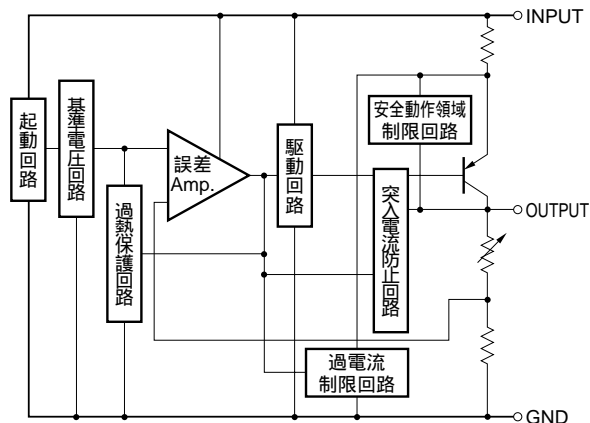 INPUT
起動回路
基準電圧回路
過熱保護回路
誤差
Amp.
駆動回路
安全動作領域
制限回路
突入電流防止回路
OUTPUT
過電流
制限回路
GND